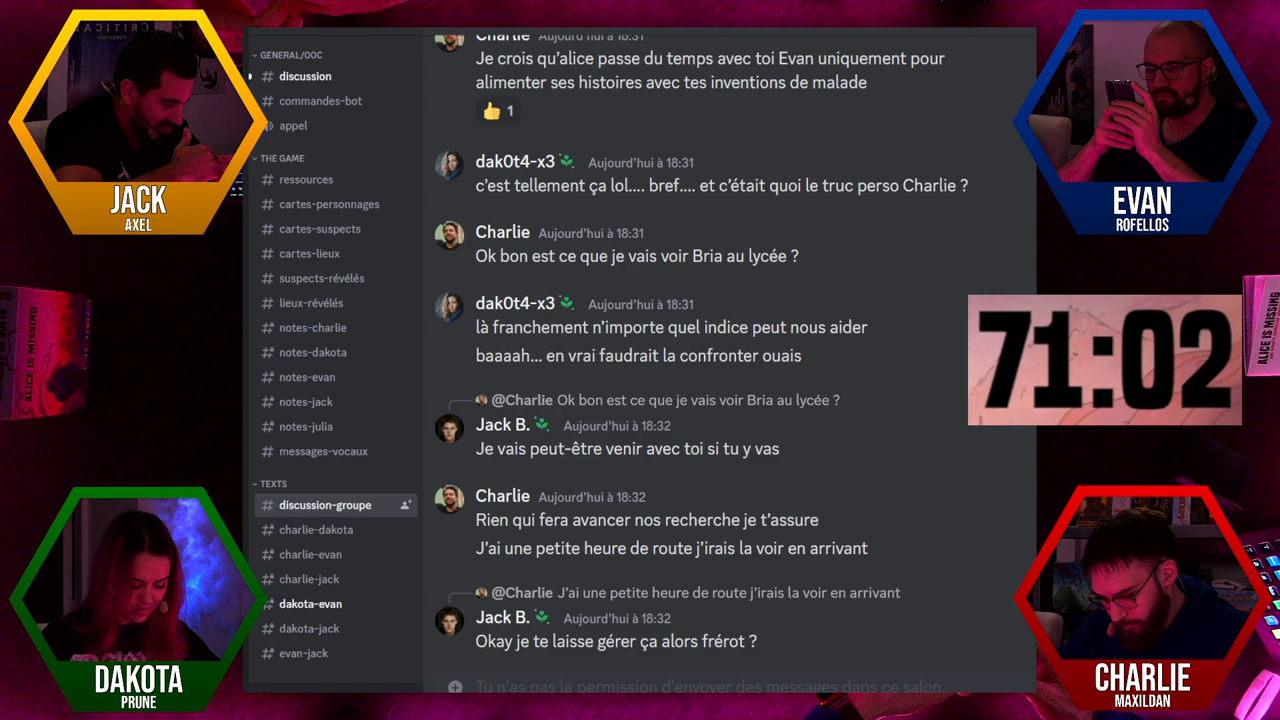 JACK
AXEL
DAKOTA
PRUNE
ALICE IS MISSING
GENERAL/OOC
# discussion
# commandes-bot
appel
THE GAME
# ressources
# cartes-personnages
# cartes-suspects
# cartes-lieux
# suspects-révélés
# lieux-révélés
# notes-charlie
# notes-dakota
# notes-evan
# notes-jack
# notes-julia
# messages-vocaux
TEXTS
# discussion-groupe
# charlie-dakota
# charlie-evan
# charlie-jack
# dakota-evan
# dakota-jack
# evan-jack
Charlie Aujourd'hui à 18:31
Je crois qu'alice passe du temps avec toi Evan uniquement pour
alimenter ses histoires avec tes inventions de malade
👍 1
dak0t4-x3 Aujourd'hui à 18:31
c'est tellement ça lol.... bref.... et c'était quoi le truc perso Charlie ?
Charlie Aujourd'hui à 18:31
Ok bon est ce que je vais voir Bria au lycée ?
dak0t4-x3 Aujourd'hui à 18:31
là franchement n'importe quel indice peut nous aider
baaaah... en vrai faudrait la confronter ouais
@Charlie Ok bon est ce que je vais voir Bria au lycée ?
Jack B. Aujourd'hui à 18:32
Je vais peut-être venir avec toi si tu y vas
Charlie Aujourd'hui à 18:32
Rien qui fera avancer nos recherche je t'assure
J'ai une petite heure de route j'irais la voir en arrivant
@Charlie J'ai une petite heure de route j'irais la voir en arrivant
Jack B. Aujourd'hui à 18:32
Okay je te laisse gérer ça alors frérot ?
Tu n'as pas la permission d'envoyer des messages dans ce salon.
EVAN
ROFELLOS
71:02
ALICE IS MISSING
CHARLIE
MAXILDAN